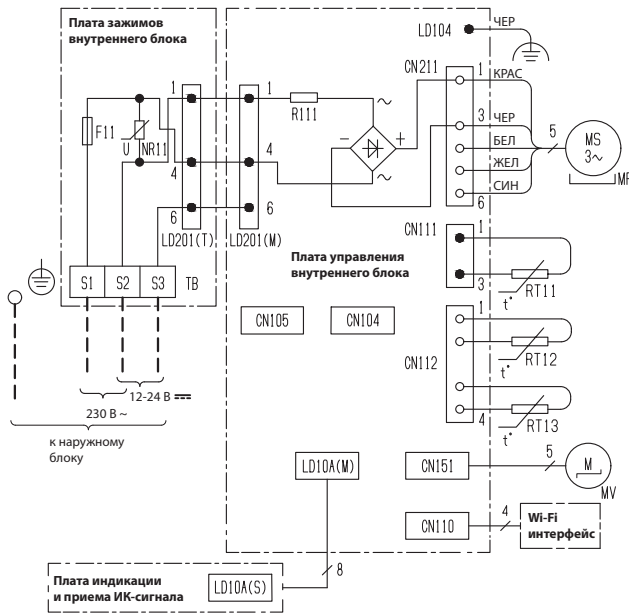 Плата зажимов
внутреннего блока
LD104
ЧЕР
CN211
1
КРАС
1
1
R111
3
ЧЕР
F11
U
NR11
БЕЛ
5
MS
3~
4
4
ЖЕЛ
MF
СИН
6
6
6
LD201(T)
LD201(M)
CN111
1
Плата управления
внутреннего блока
S1
S2
S3
TB
3
RT11
t°
CN105
CN104
1
CN112
RT12
t°
12-24 В
230 В ~
4
RT13
t°
к наружному
блоку
LD10A(M)
CN151
5
M
MV
CN110
4
Wi-Fi
интерфейс
8
Плата индикации
и приема ИК-сигнала
LD10A(S)